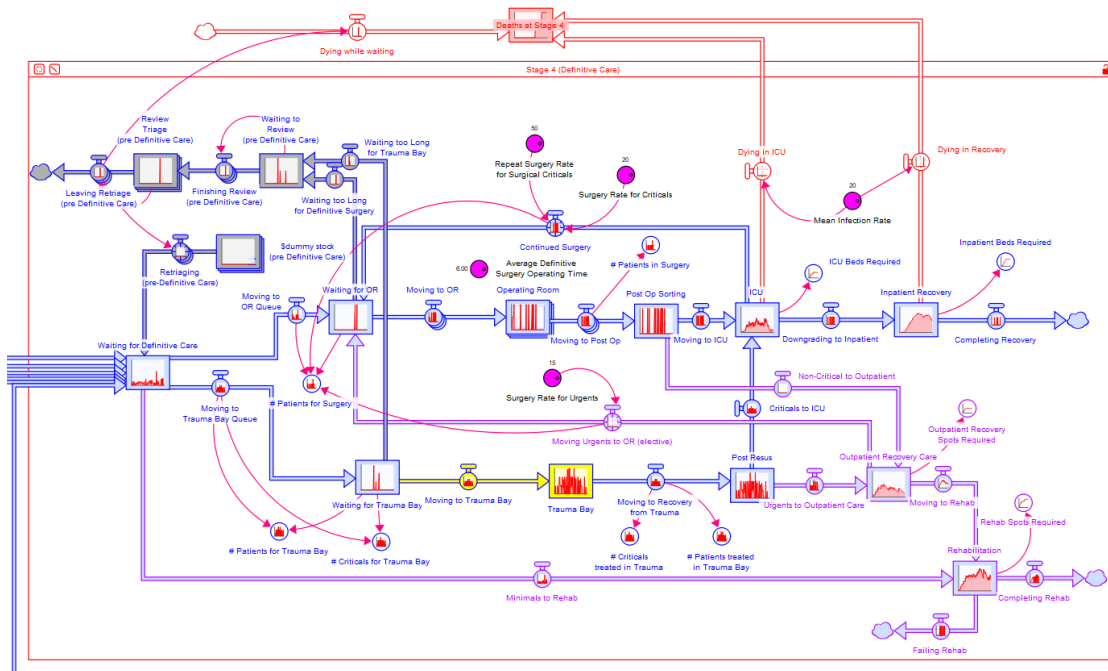 Deaths at Stage 4
Dying while waiting
Stage 4 (Definitive Care)
Review
Triage
(pre Definitive Care)
Waiting to
Review
(pre Definitive Care)
Waiting too Long
for Trauma Bay
50
Repeat Surgery Rate
for Surgical Criticals
20
Surgery Rate for Criticals
Dying in ICU
Dying in Recovery
20
Mean Infection Rate
Leaving Retriage
(pre Definitive Care)
Finishing Review
(pre Definitive Care)
Waiting too Long
for Definitive Surgery
Continued Surgery
Retriaging
(pre-Definitive Care)
$dummy stock
(pre Definitive Care)
6.00
Average Definitive
Surgery Operating Time
# Patients in Surgery
ICU Beds Required
Inpatient Beds Required
Moving to
OR Queue
Waiting for OR
Moving to OR
Operating Room
Post Op Sorting
ICU
Inpatient Recovery
Waiting for Definitive Care
Moving to Post Op
Moving to ICU
Downgrading to Inpatient
Completing Recovery
15
Surgery Rate for Urgents
Non-Critical to Outpatient
# Patients for Surgery
Moving to
Trauma Bay Queue
Criticals to ICU
Outpatient Recovery
Spots Required
Moving Urgents to OR (elective)
Post Resus
Outpatient Recovery Care
Waiting for Trauma Bay
Moving to Trauma Bay
Trauma Bay
Moving to Recovery
from Trauma
Urgents to Outpatient Care
Moving to Rehab
Rehab Spots Required
# Patients for Trauma Bay
# Criticals for Trauma Bay
# Criticals
treated in Trauma
# Patients treated
in Trauma Bay
Rehabilitation
Minimals to Rehab
Completing Rehab
Failing Rehab